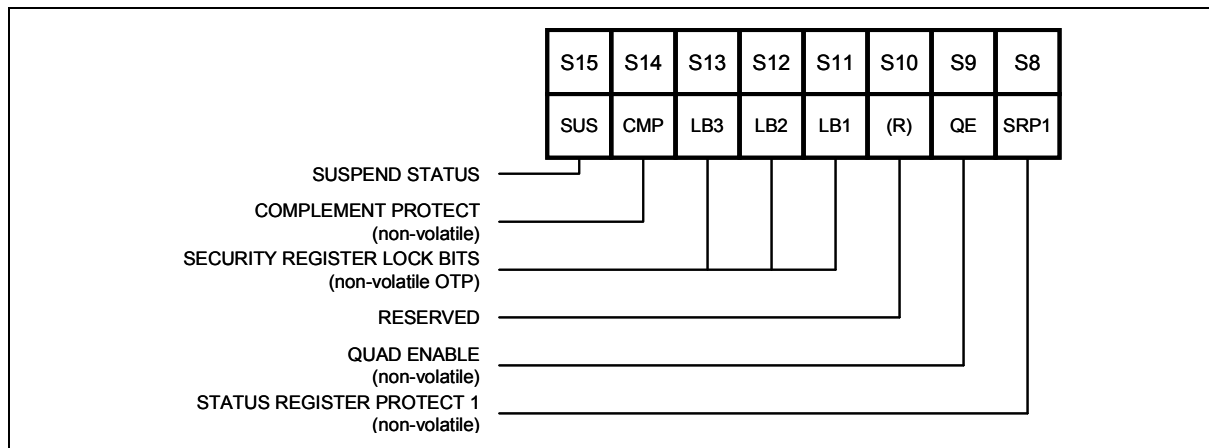 S15 S14 S13 S12 S11 S10 S9 S8
SUS CMP LB3 LB2 LB1 (R) QE SRP1
SUSPEND STATUS
COMPLEMENT PROTECT
(non-volatile)
SECURITY REGISTER LOCK BITS
(non-volatile OTP)
RESERVED
QUAD ENABLE
(non-volatile)
STATUS REGISTER PROTECT 1
(non-volatile)